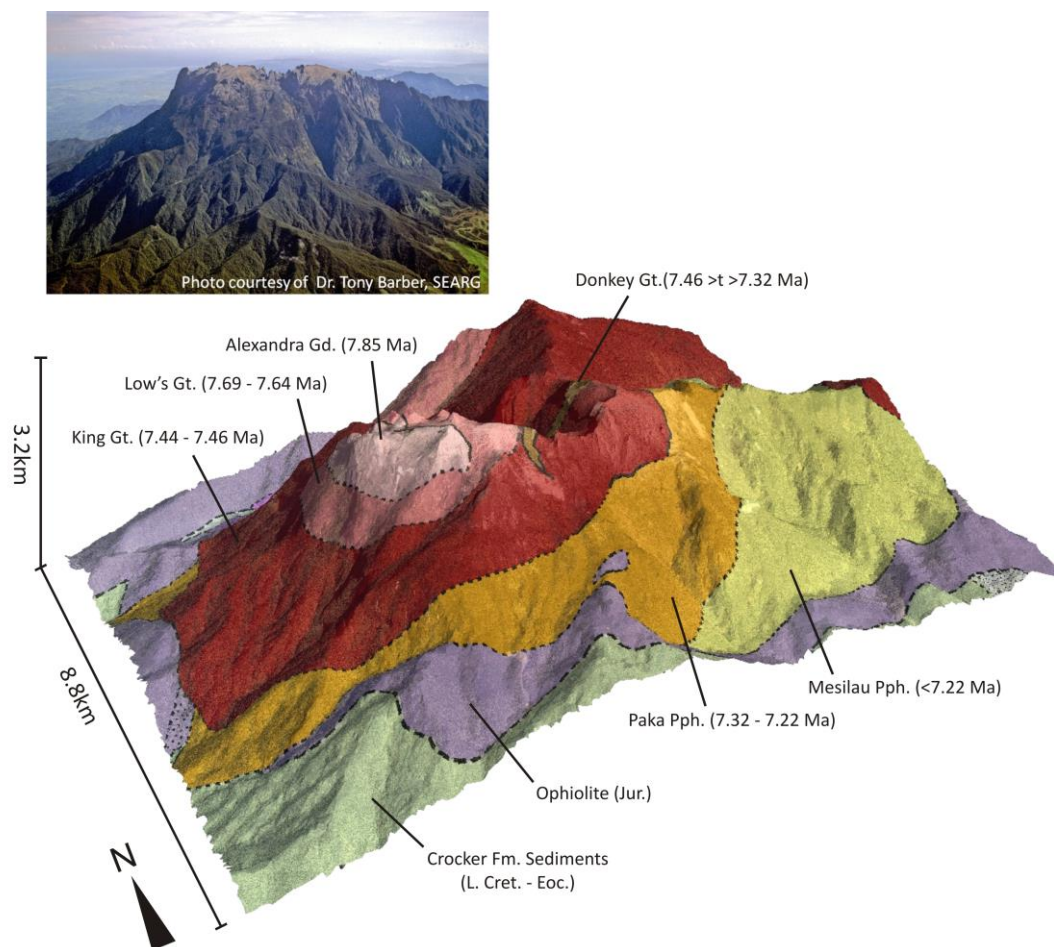 Photo courtesy of Dr. Tony Barber, SEARG
Donkey Gt.(7.46 >t >7.32 Ma)
Alexandra Gd. (7.85 Ma)
Low's Gt. (7.69 - 7.64 Ma)
King Gt. (7.44 - 7.46 Ma)
3.2km
8.8km
Mesilau Pph. (<7.22 Ma)
Paka Pph. (7.32 - 7.22 Ma)
Ophiolite (Jur.)
Crocker Fm. Sediments
(L. Cret. - Eoc.)
N